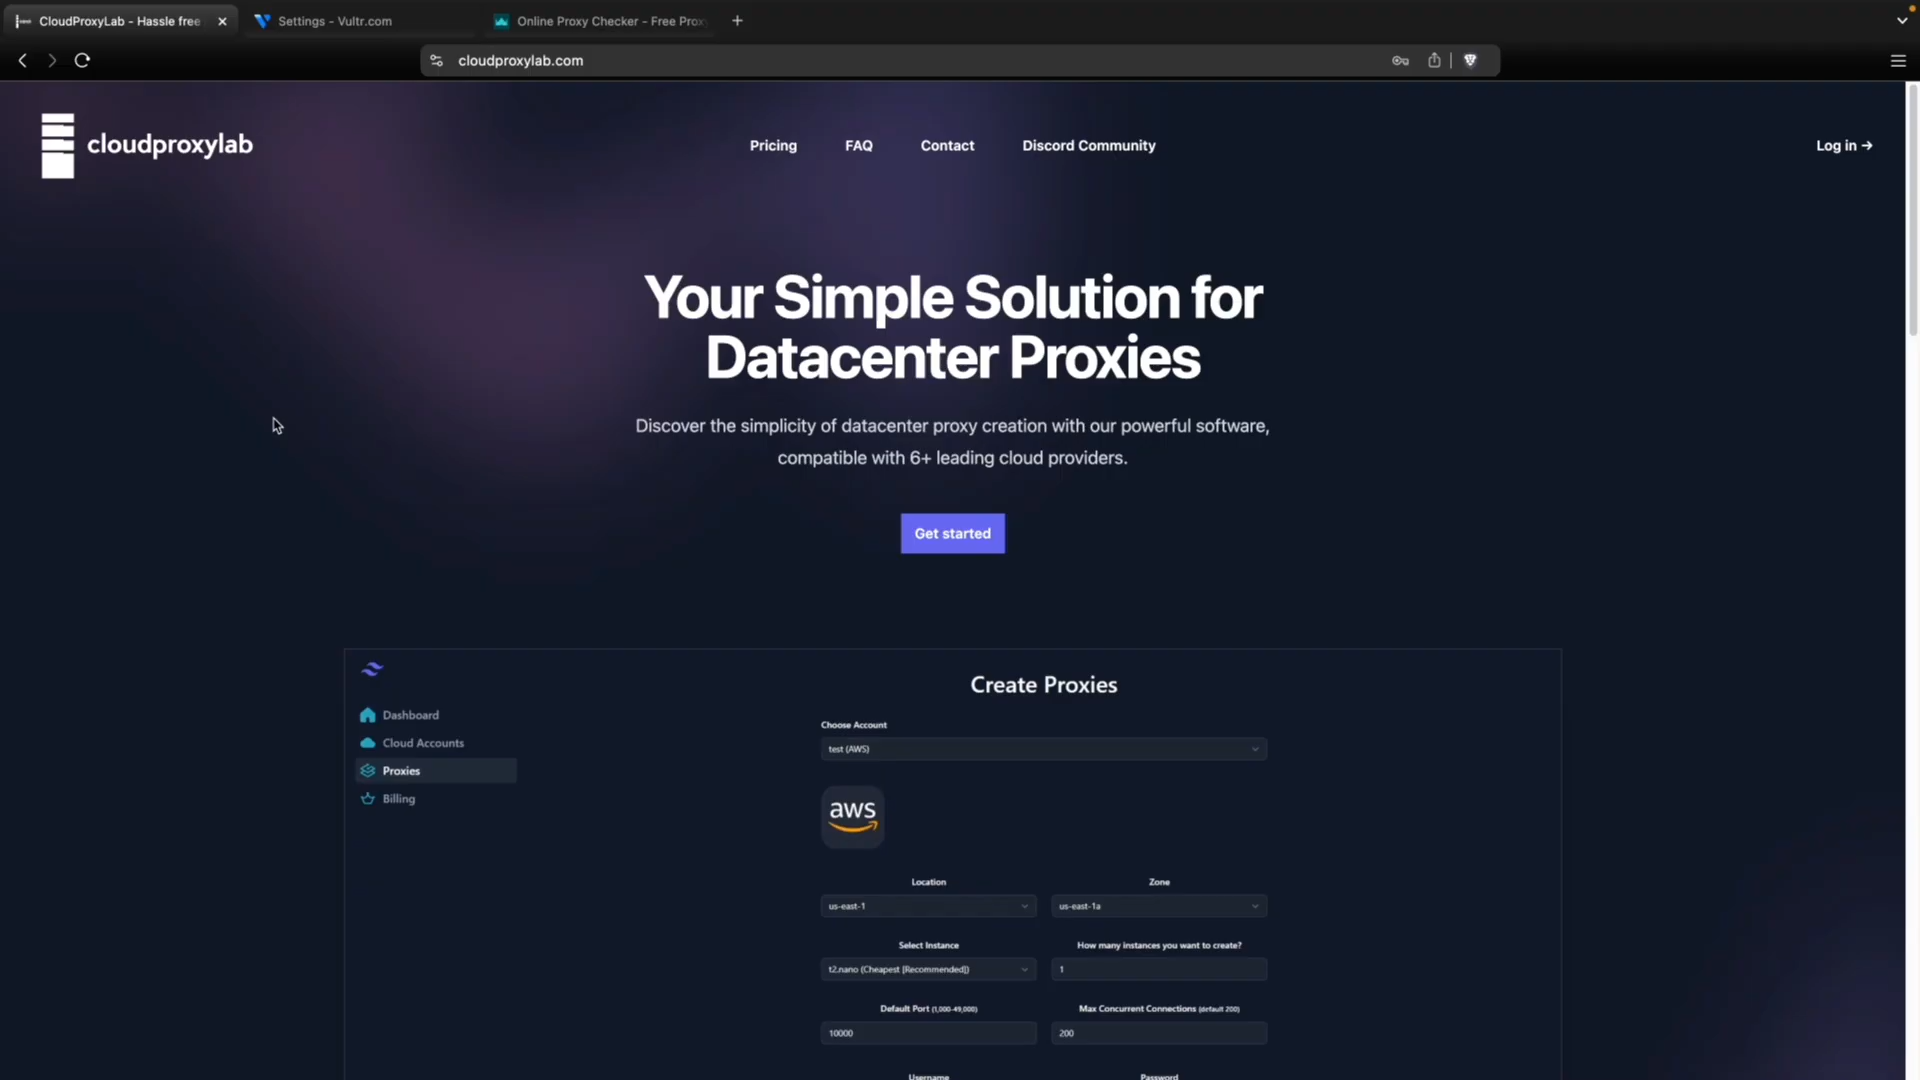 CloudProxyLab - Hassle free
Settings - Vultr.com
Online Proxy Checker - Free Prox
cloudproxylab.com
cloudproxylab
Pricing
FAQ
Contact
Discord Community
Log in →
Your Simple Solution for
Datacenter Proxies
Discover the simplicity of datacenter proxy creation with our powerful software,
compatible with 6+ leading cloud providers.
Get started
Create Proxies
Dashboard
Cloud Accounts
Proxies
Billing
Choose Account
test (AWS)
aws
Location
Zone
us-east-1
us-east-1a
Select Instance
How many instances you want to create?
t2.nano (Cheapest [Recommended])
1
Default Port (1,000-49,000)
Max Concurrent Connections (default 200)
10000
200
Username
Password